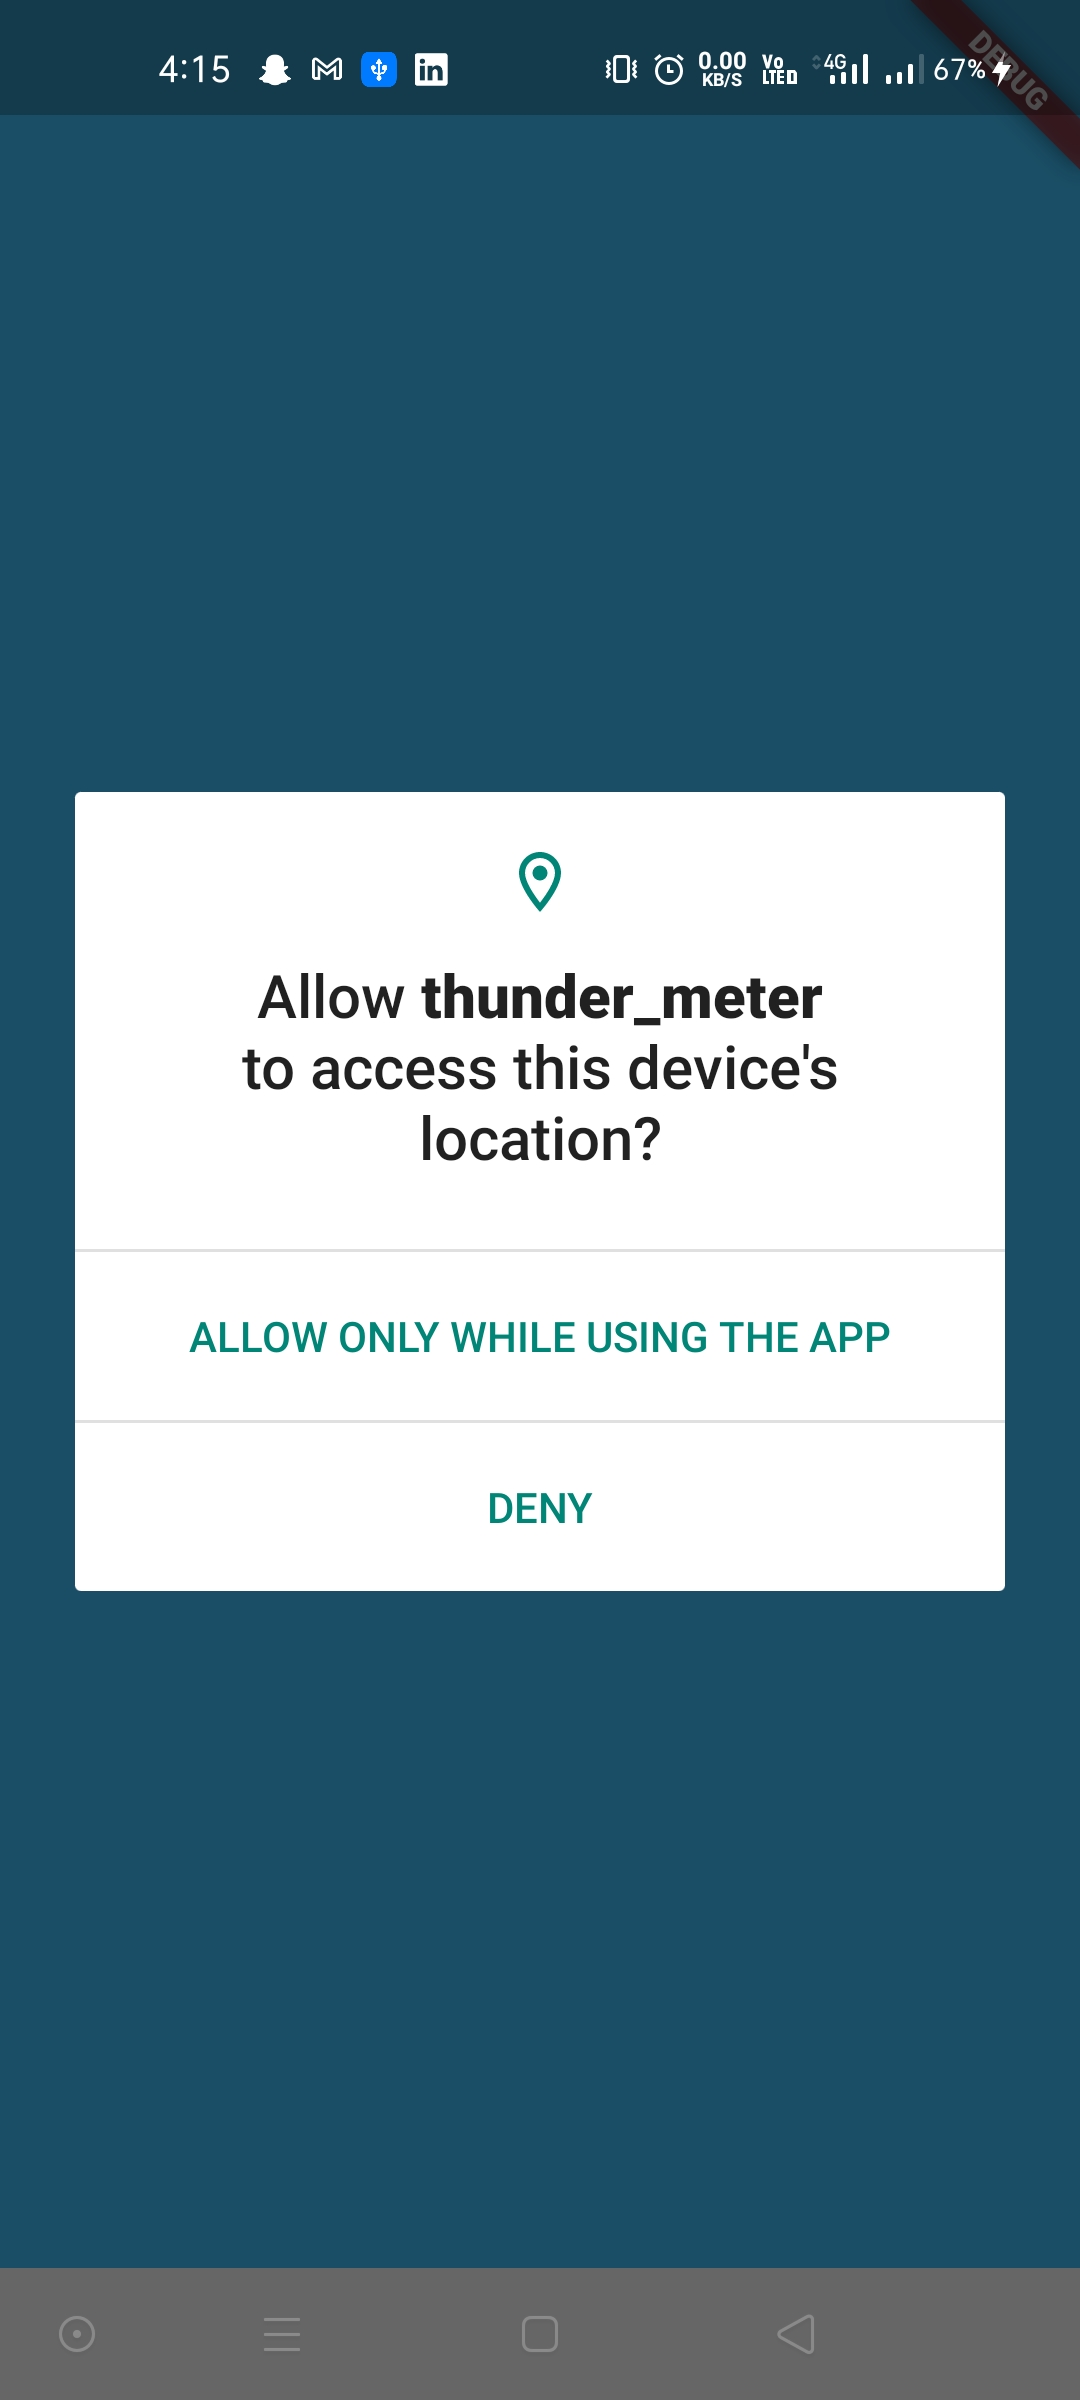 4:15 in 0.00 KB/S Vo LTE 4G 67%
DEBUG
Allow thunder_meter
to access this device's
location?
ALLOW ONLY WHILE USING THE APP
DENY